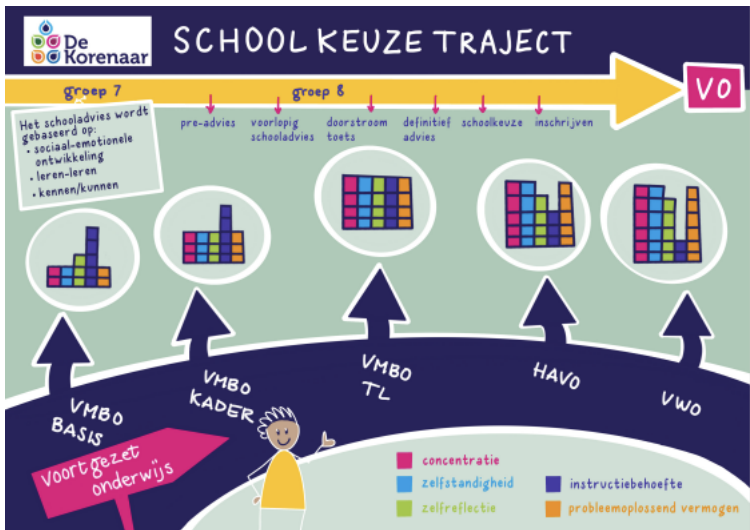 De
Korenaar
SCHOOL KEUZE TRAJECT
groep 7
groep 8
VO
Het schooladvies wordt
gebaseerd op:
• sociaal-emotionele
ontwikkeling
• leren-leren
• kennen/kunnen
pre-advies
voorlopig
schooladvies
doorstroom
toets
definitief
advies
schoolkeuze
inschrijven
VMBO
BASIS
VMBO
KADER
VMBO
TL
HAVO
VWO
Voortgezet
onderwijs
concentratie
zelfstandigheid
zelfreflectie
instructiebehoefte
probleemoplossend vermogen